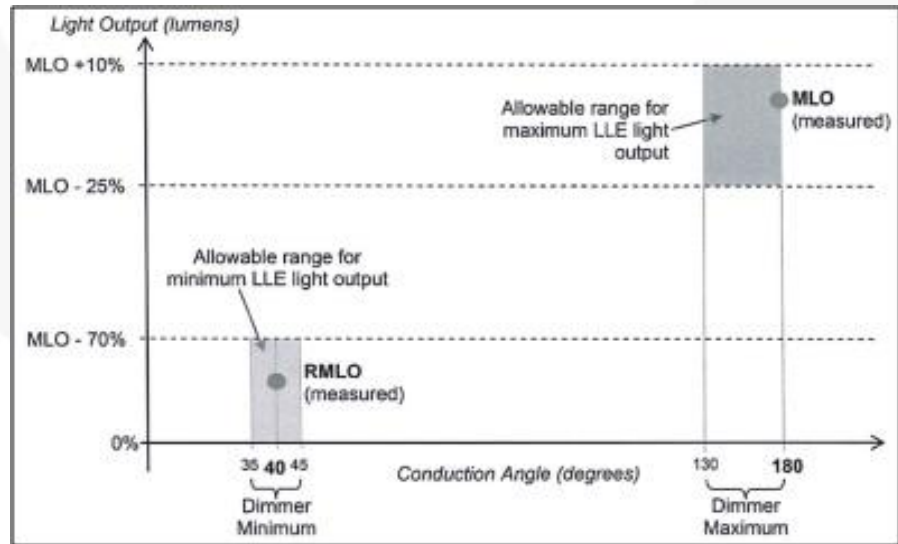 Light Output (lumens)
MLO +10%
Allowable range for
maximum LLE light
output
MLO
(measured)
MLO - 25%
Allowable range for
minimum LLE light output
MLO - 70%
RMLO
(measured)
0%
35 40 45
Conduction Angle (degrees)
130 180
Dimmer
Minimum
Dimmer
Maximum